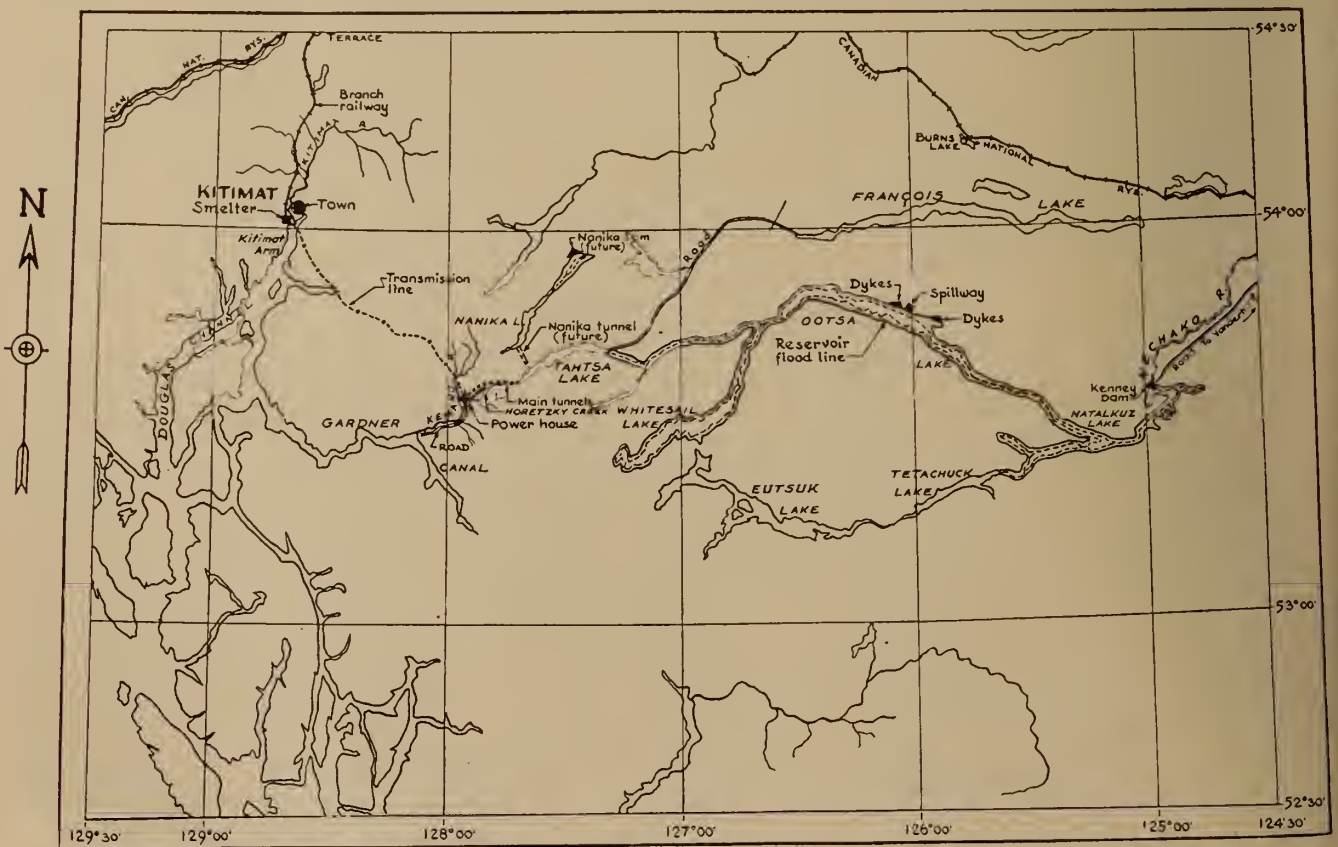 TERRACE
CAN.
NAT.
RYS.
Branch
railway
KITIMAT
KITIMAT
Smelter
Town
Kitimat
Arm
Transmission
line
N
DOUGLAS
GARDNER
CANAL
ROAD
NANIKA L.
Nanika
(future)
Nanika tunnel
(future)
TAHTSA
LAKE
Main tunnel
HORETZKY CREEK
Power house
WHITESAIL
LAKE
ROAD
CANADIAN
NATIONAL
RYS.
BURNS
LAKE
FRANÇOIS
LAKE
Dykes
Spillway
Dykes
OOTSA
LAKE
Reservoir
flood line
CHAKO
R.
Kenney
Dam
NATALKUZ
LAKE
TETACHUCK
LAKE
EUTSUK
LAKE
54°30'
54°00'
53°00'
52°30'
129°30'
129°00'
128°00'
127°00'
126°00'
125°00'
124°30'